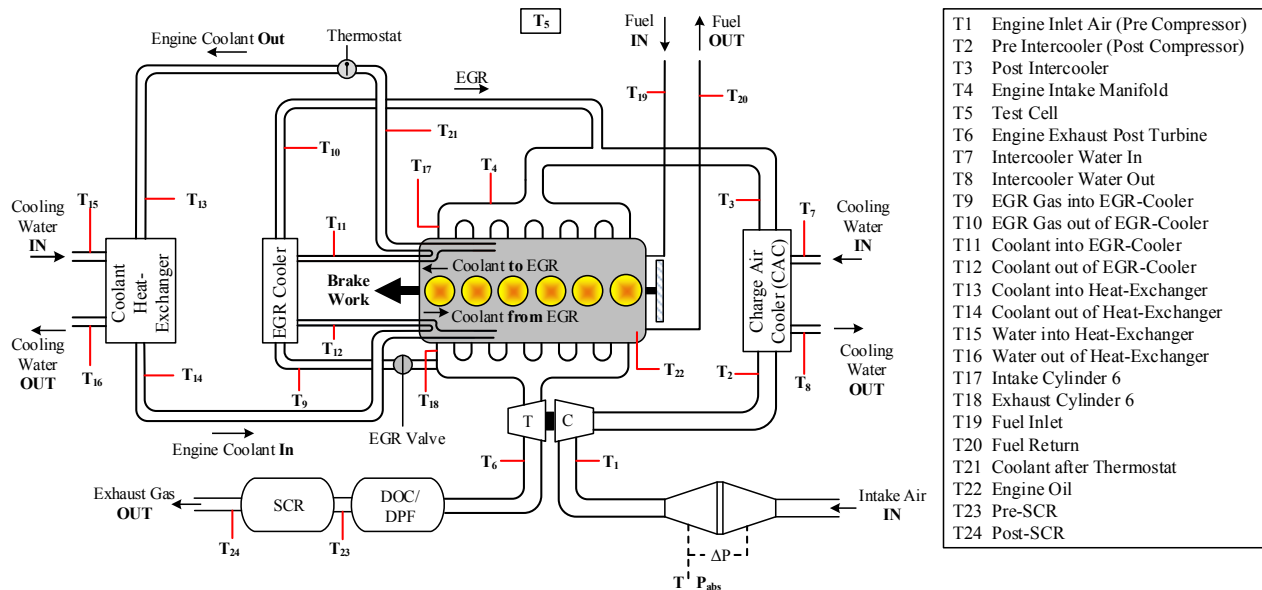 T5
Fuel
IN
Fuel
OUT
Engine Coolant Out
Thermostat
EGR
T19
T20
T21
T10
T17
T4
T13
T3
T7
Cooling
Water
IN
T15
T11
Cooling
Water
IN
Coolant
Heat-
Exchanger
EGR Cooler
Coolant to EGR
Brake
Work
Coolant from EGR
Charge Air
Cooler (CAC)
Cooling
Water
OUT
T16
T12
T14
T9
T18
T22
T2
T8
Cooling
Water
OUT
EGR Valve
Engine Coolant In
T
C
T6
T1
Exhaust Gas
OUT
SCR
DOC/
DPF
T24
T23
Intake Air
IN
ΔP
T Pabs
T1 Engine Inlet Air (Pre Compressor)
T2 Pre Intercooler (Post Compressor)
T3 Post Intercooler
T4 Engine Intake Manifold
T5 Test Cell
T6 Engine Exhaust Post Turbine
T7 Intercooler Water In
T8 Intercooler Water Out
T9 EGR Gas into EGR-Cooler
T10 EGR Gas out of EGR-Cooler
T11 Coolant into EGR-Cooler
T12 Coolant out of EGR-Cooler
T13 Coolant into Heat-Exchanger
T14 Coolant out of Heat-Exchanger
T15 Water into Heat-Exchanger
T16 Water out of Heat-Exchanger
T17 Intake Cylinder 6
T18 Exhaust Cylinder 6
T19 Fuel Inlet
T20 Fuel Return
T21 Coolant after Thermostat
T22 Engine Oil
T23 Pre-SCR
T24 Post-SCR